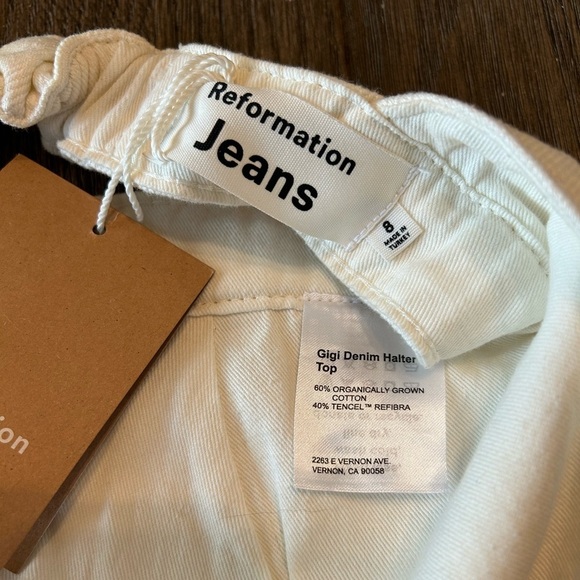 Reformation
Jeans
8
MADE IN
TURKEY
Gigi Denim Halter
Top
60% ORGANICALLY GROWN
COTTON
40% TENCEL™ REFIBRA
2263 E VERNON AVE.
VERNON, CA 90058
tion